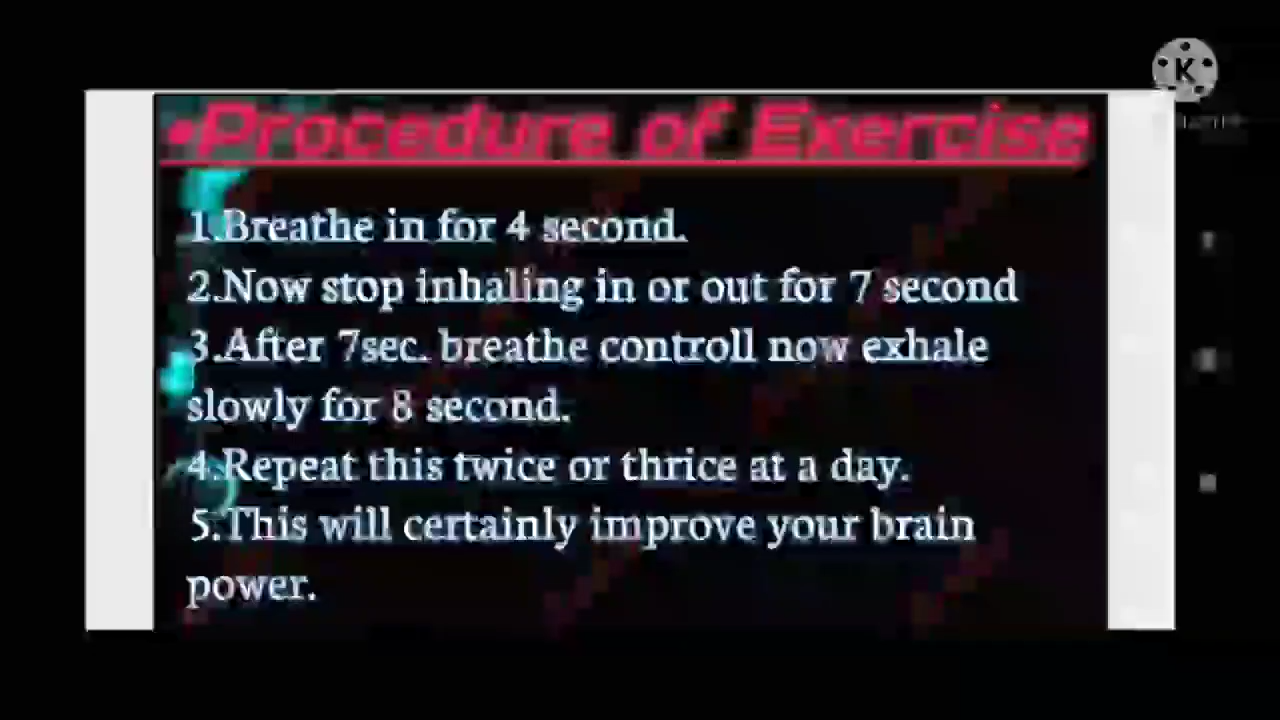 •Procedure of Exercise
1.Breathe in for 4 second.
2.Now stop inhaling in or out for 7 second
3.After 7sec. breathe controll now exhale
slowly for 8 second.
4.Repeat this twice or thrice at a day.
5.This will certainly improve your brain
power.
K